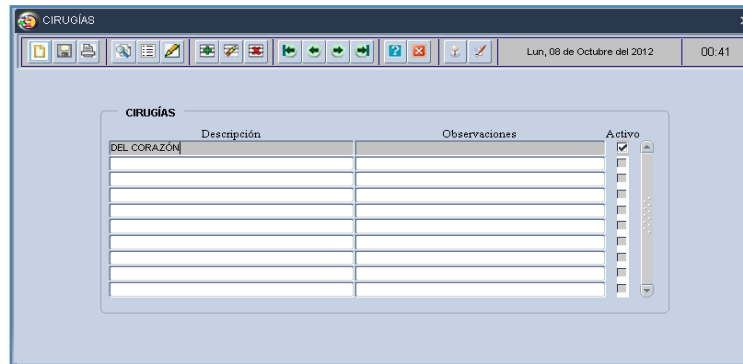 CIRUGÍAS
Lun, 08 de Octubre del 2012 00:41
CIRUGÍAS
Descripción Observaciones Activo
DEL CORAZÓN